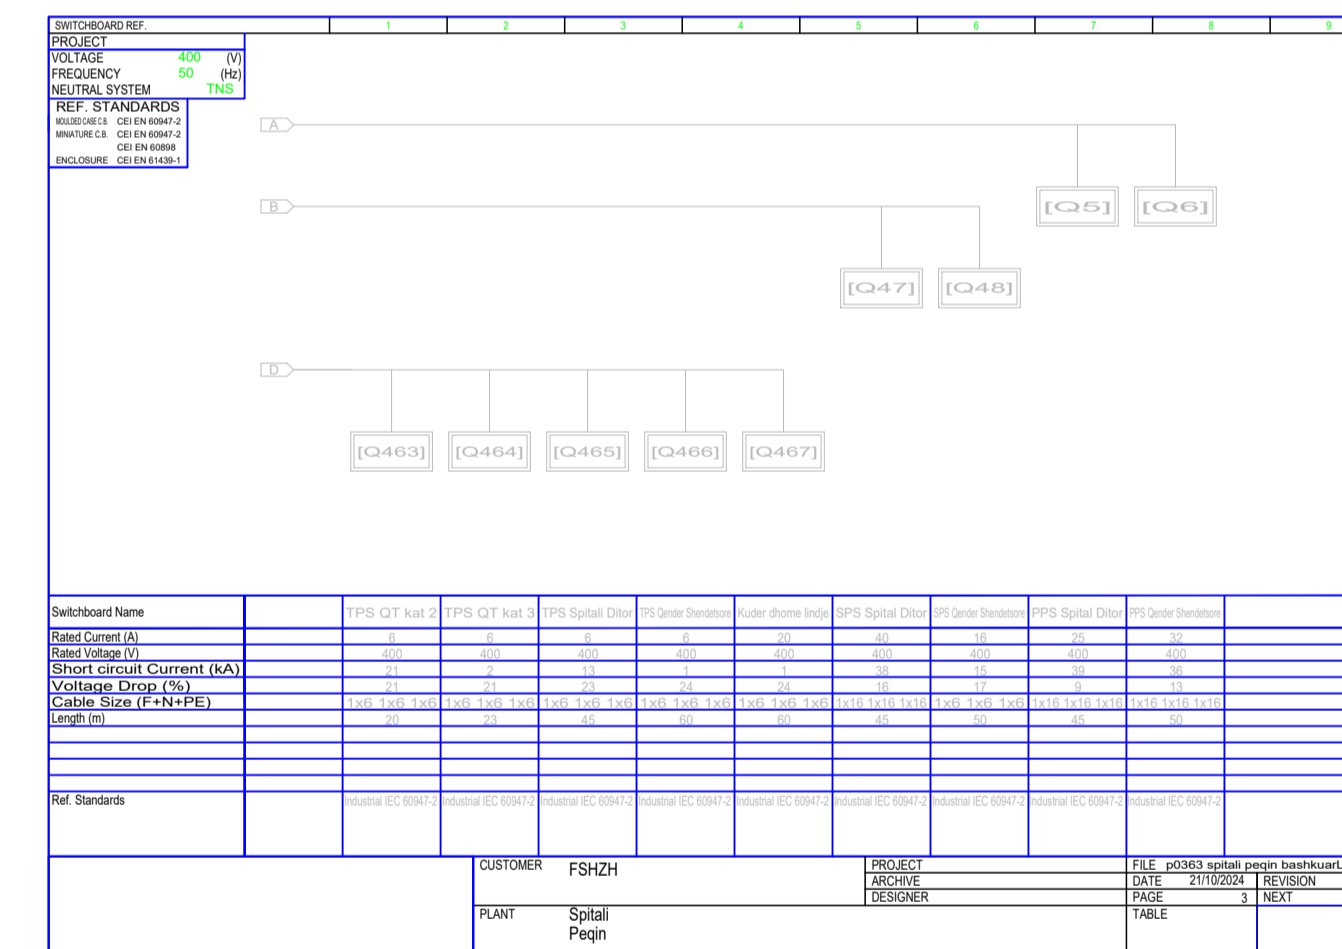 SWITCHBOARD REF. 1 2 3 4 5 6 7 8 9
PROJECT
VOLTAGE 400 (V)
FREQUENCY 50 (Hz)
NEUTRAL SYSTEM TNS
REF. STANDARDS
MOULDED CASE C.B. CEI EN 60947-2
MINIATURE C.B. CEI EN 60947-2
CEI EN 60898
ENCLOSURE CEI EN 61439-1
A
[Q5] [Q6]
B
[Q47] [Q48]
D
[Q463] [Q464] [Q465] [Q466] [Q467]
Switchboard Name TPS QT kat 2 TPS QT kat 3 TPS Spitali Ditor TPS Qender Shendetsore Kuder dhome lindje SPS Spital Ditor SPS Qender Shendetsore PPS Spital Ditor PPS Qender Shendetsore
Rated Current (A) 6 6 6 6 20 40 16 25 32
Rated Voltage (V) 400 400 400 400 400 400 400 400 400
Short circuit Current (kA) 21 2 13 1 1 38 15 39 36
Voltage Drop (%) 21 21 23 24 24 16 17 9 13
Cable Size (F+N+PE) 1x6 1x6 1x6 1x6 1x6 1x6 1x6 1x6 1x6 1x6 1x6 1x6 1x6 1x6 1x6 1x16 1x16 1x16 1x6 1x6 1x6 1x16 1x16 1x16 1x16 1x16 1x16
Length (m) 20 23 45 60 60 45 50 45 50
Ref. Standards Industrial IEC 60947-2 Industrial IEC 60947-2 Industrial IEC 60947-2 Industrial IEC 60947-2 Industrial IEC 60947-2 Industrial IEC 60947-2 Industrial IEC 60947-2 Industrial IEC 60947-2 Industrial IEC 60947-2
CUSTOMER FSHZH
PROJECT
ARCHIVE
DESIGNER
FILE p0363 spitali peqin bashkuarL
DATE 21/10/2024 REVISION
PAGE 3 NEXT
PLANT Spitali
Peqin
TABLE